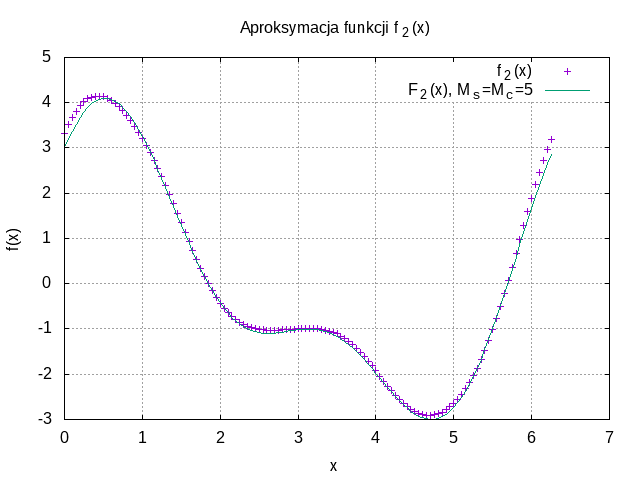 Aproksymacja funkcji f₂(x)
f₂(x)
F₂(x), Mₛ=M꜀=5
5
4
3
2
1
0
-1
-2
-3
0 1 2 3 4 5 6 7
f(x)
x